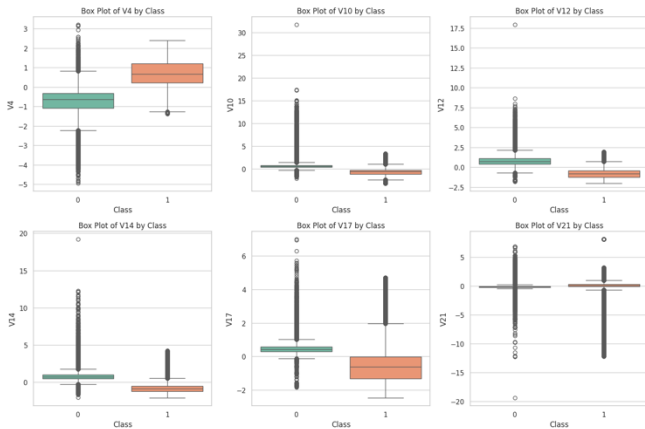 Box Plot of V4 by Class
V4
3
2
1
0
−1
−2
−3
−4
−5
0
1
Class
Box Plot of V10 by Class
V10
30
25
20
15
10
5
0
0
1
Class
Box Plot of V12 by Class
V12
17.5
15.0
12.5
10.0
7.5
5.0
2.5
0.0
−2.5
0
1
Class
Box Plot of V14 by Class
V14
20
15
10
5
0
0
1
Class
Box Plot of V17 by Class
V17
6
4
2
0
−2
0
1
Class
Box Plot of V21 by Class
V21
5
0
−5
−10
−15
−20
0
1
Class